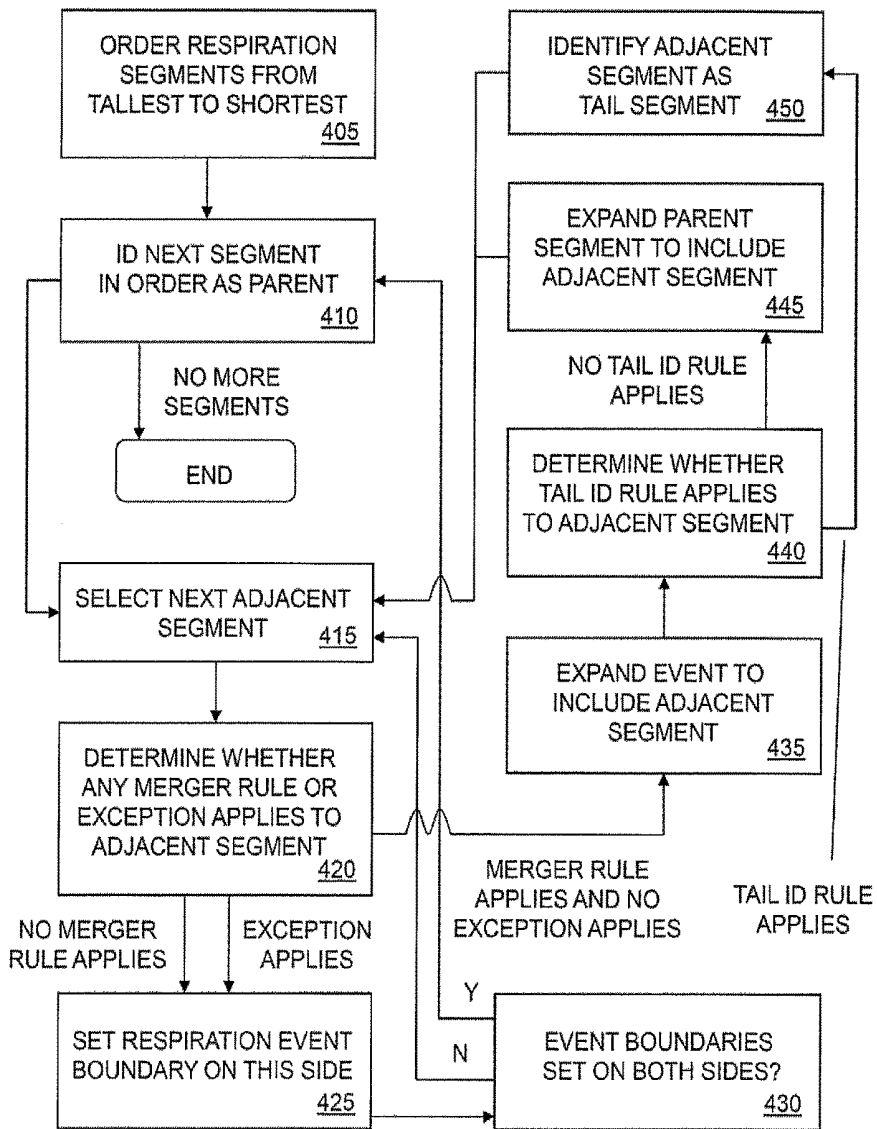 ORDER RESPIRATION
SEGMENTS FROM
TALLEST TO SHORTEST
405
ID NEXT SEGMENT
IN ORDER AS PARENT
410
NO MORE
SEGMENTS
END
SELECT NEXT ADJACENT
SEGMENT
415
DETERMINE WHETHER
ANY MERGER RULE OR
EXCEPTION APPLIES TO
ADJACENT SEGMENT
420
NO MERGER
RULE APPLIES
EXCEPTION
APPLIES
SET RESPIRATION EVENT
BOUNDARY ON THIS SIDE
425
IDENTIFY ADJACENT
SEGMENT AS
TAIL SEGMENT
450
EXPAND PARENT
SEGMENT TO INCLUDE
ADJACENT SEGMENT
445
NO TAIL ID RULE
APPLIES
DETERMINE WHETHER
TAIL ID RULE APPLIES
TO ADJACENT SEGMENT
440
EXPAND EVENT TO
INCLUDE ADJACENT
SEGMENT
435
MERGER RULE
APPLIES AND NO
EXCEPTION APPLIES
TAIL ID RULE
APPLIES
Y
N
EVENT BOUNDARIES
SET ON BOTH SIDES?
430